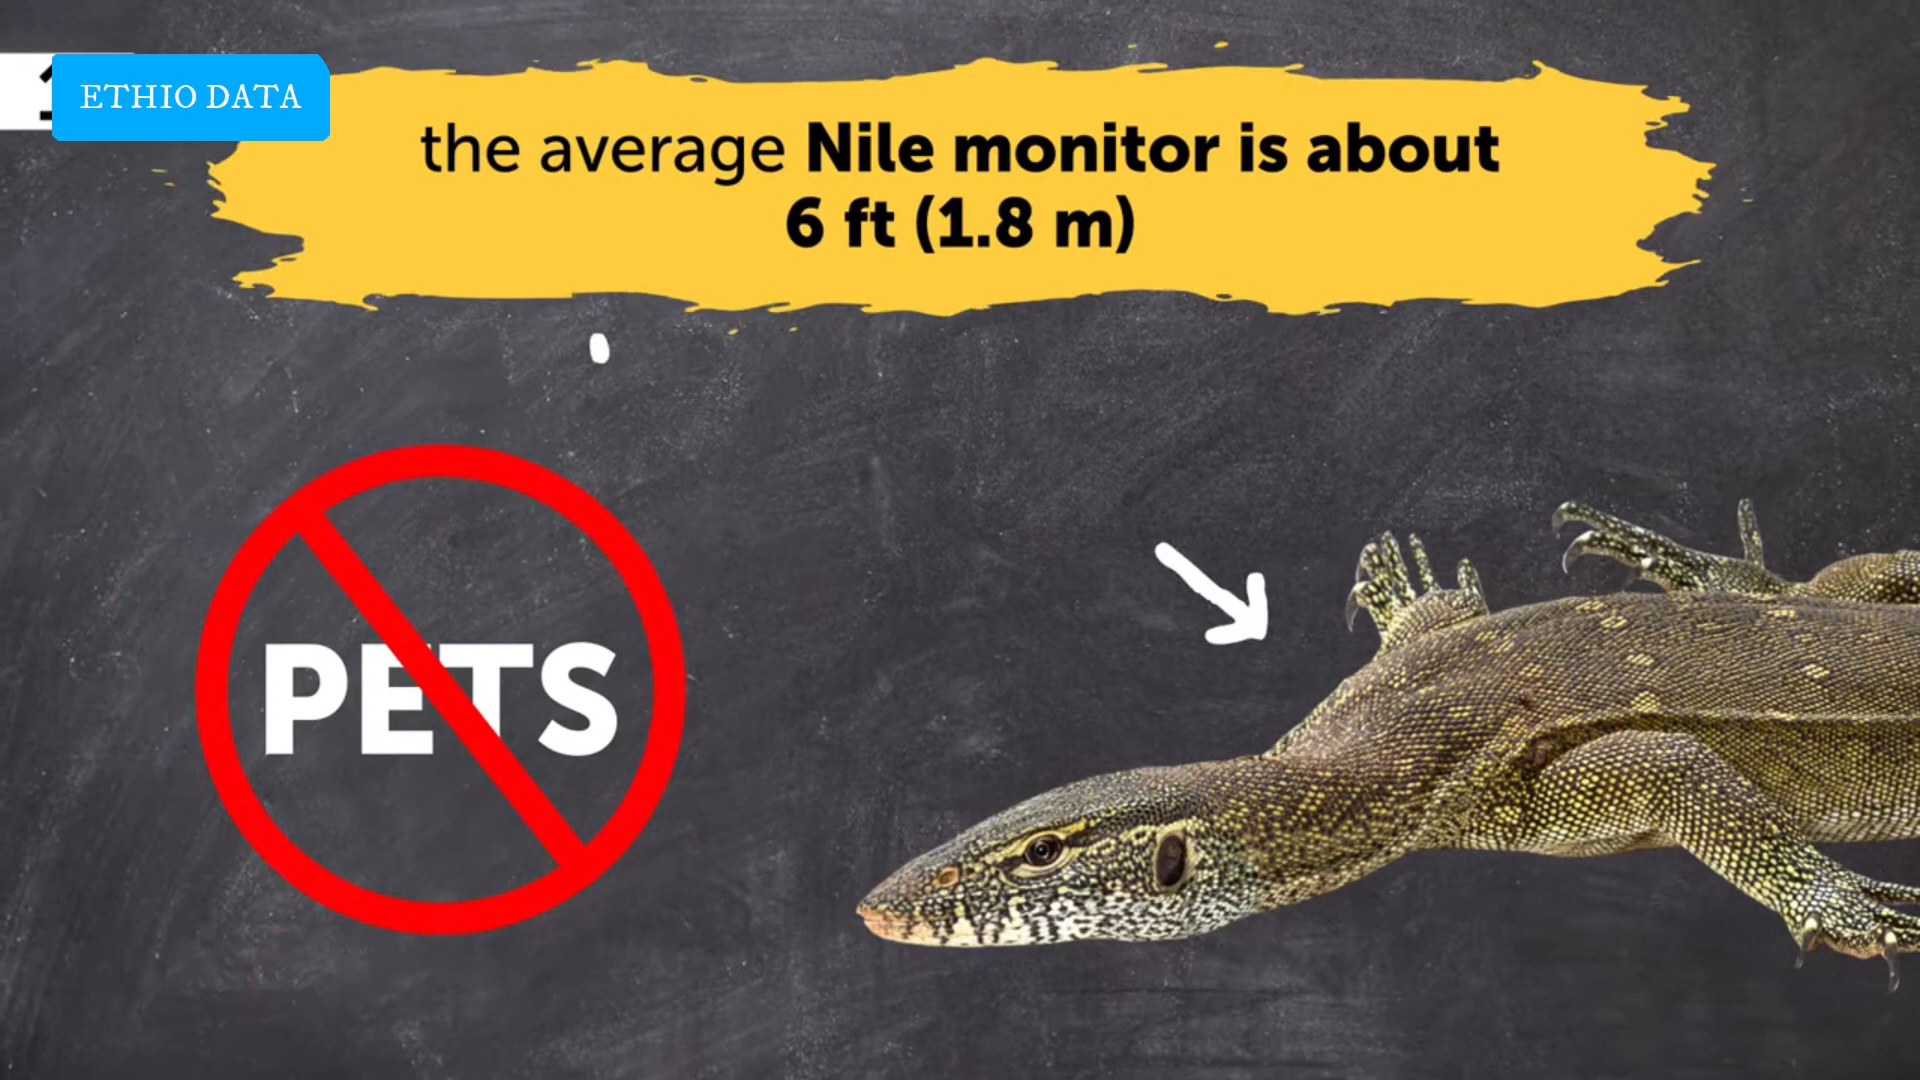 ETHIO DATA
the average Nile monitor is about
6 ft (1.8 m)
PETS